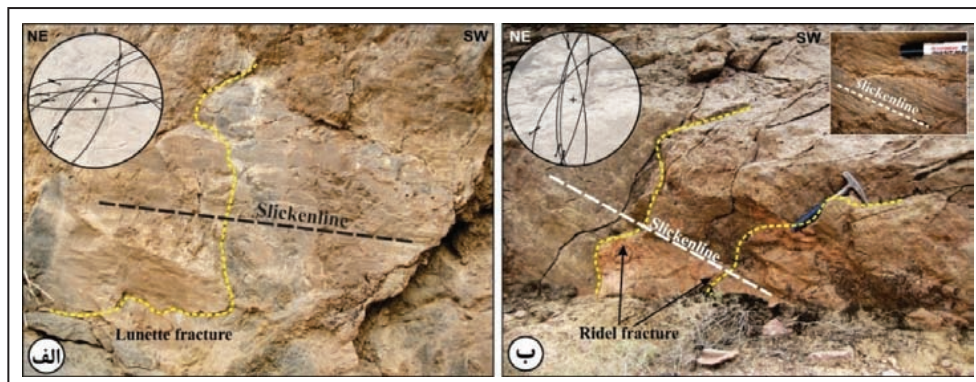 NE
SW
Slickenline
Lunette fracture
الف
NE
SW
Slickenline
Slickenline
Ridel fracture
ب